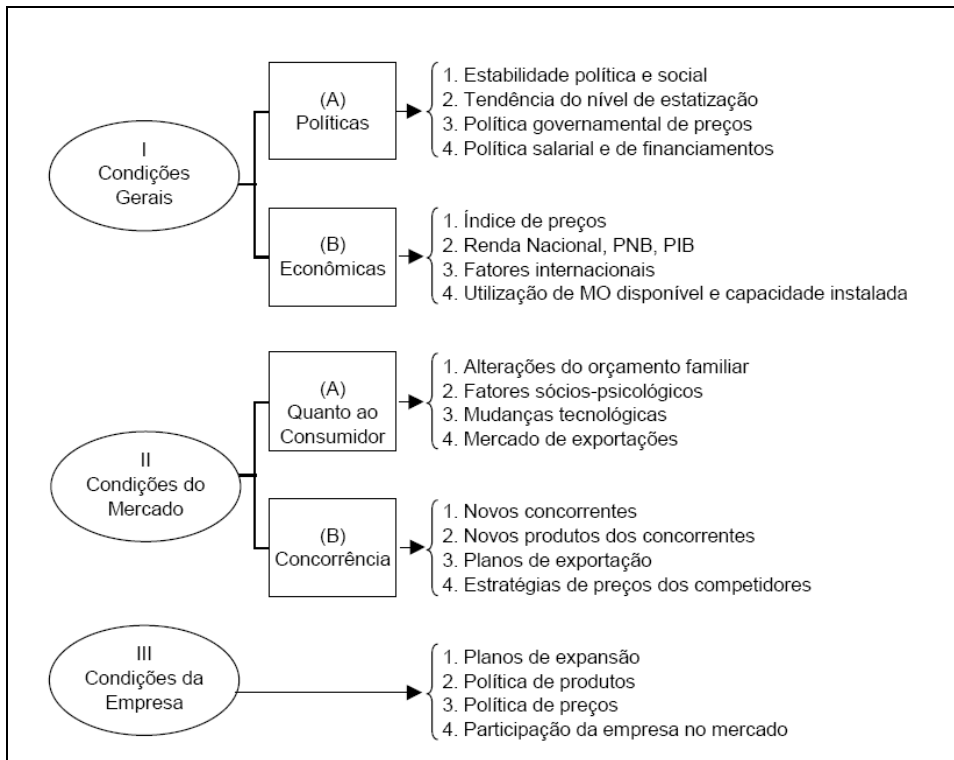 I
Condições
Gerais
(A)
Políticas
1. Estabilidade política e social
2. Tendência do nível de estatização
3. Política governamental de preços
4. Política salarial e de financiamentos
(B)
Econômicas
1. Índice de preços
2. Renda Nacional, PNB, PIB
3. Fatores internacionais
4. Utilização de MO disponível e capacidade instalada
II
Condições do
Mercado
(A)
Quanto ao
Consumidor
1. Alterações do orçamento familiar
2. Fatores sócios-psicológicos
3. Mudanças tecnológicas
4. Mercado de exportações
(B)
Concorrência
1. Novos concorrentes
2. Novos produtos dos concorrentes
3. Planos de exportação
4. Estratégias de preços dos competidores
III
Condições da
Empresa
1. Planos de expansão
2. Política de produtos
3. Política de preços
4. Participação da empresa no mercado